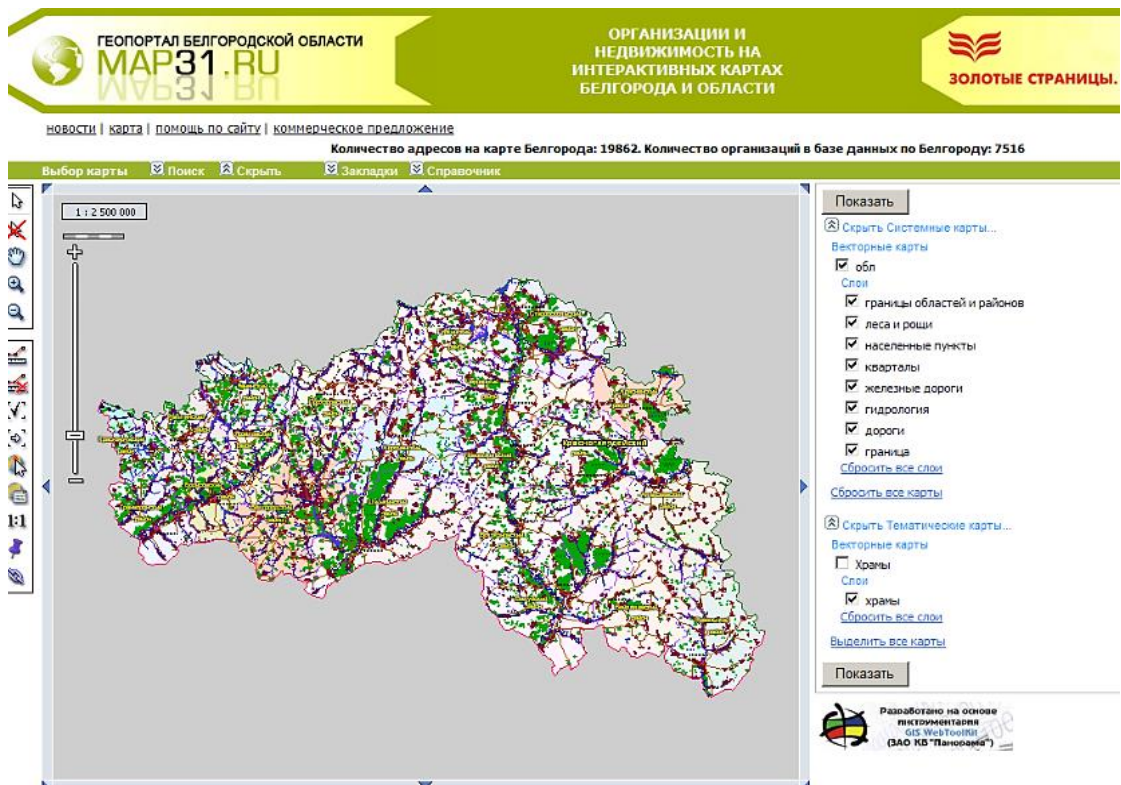 ГЕОПОРТАЛ БЕЛГОРОДСКОЙ ОБЛАСТИ
MAP31.RU
ОРГАНИЗАЦИИ И
НЕДВИЖИМОСТЬ НА
ИНТЕРАКТИВНЫХ КАРТАХ
БЕЛГОРОДА И ОБЛАСТИ
ЗОЛОТЫЕ СТРАНИЦЫ.
новости | карта | помощь по сайту | коммерческое предложение
Количество адресов на карте Белгорода: 19862. Количество организаций в базе данных по Белгороду: 7516
Выбор карты Поиск Скрыть Закладки Справочник
1 : 2 500 000
1:1
Красногвардейский
Показать
Скрыть Системные карты...
Векторные карты
обл
Слои
границы областей и районов
леса и рощи
населенные пункты
кварталы
железные дороги
гидрология
дороги
граница
Сбросить все слои
Сбросить все карты
Скрыть Тематические карты...
Векторные карты
Храмы
Слои
храмы
Сбросить все слои
Выделить все карты
Показать
Разработано на основе
инструментария
GIS WebToolKit
(ЗАО КБ "Панорама")